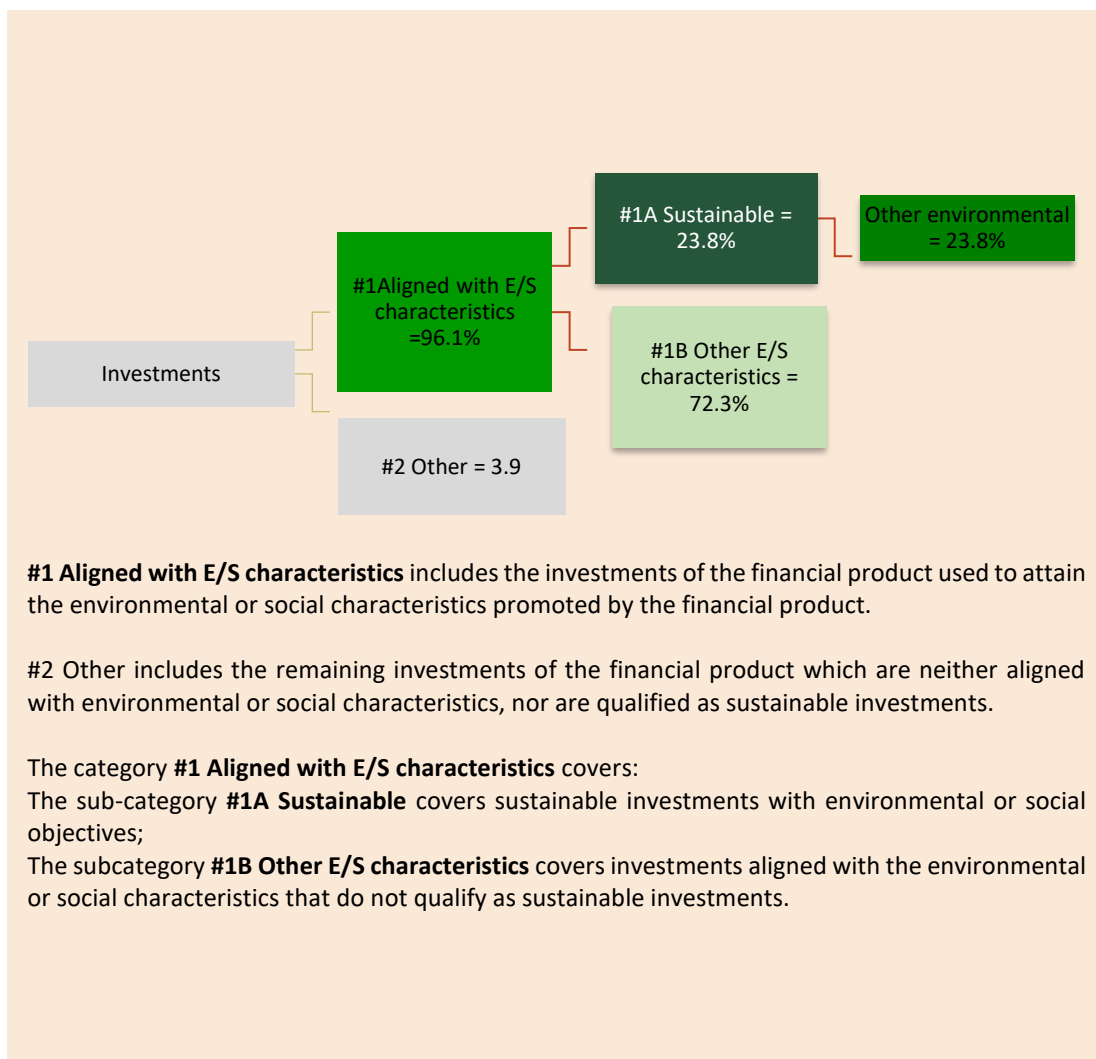 #1A Sustainable =
23.8%
Other environmental
= 23.8%
#1Aligned with E/S
characteristics
=96.1%
Investments
#1B Other E/S
characteristics =
72.3%
#2 Other = 3.9
#1 Aligned with E/S characteristics includes the investments of the financial product used to attain
the environmental or social characteristics promoted by the financial product.
#2 Other includes the remaining investments of the financial product which are neither aligned
with environmental or social characteristics, nor are qualified as sustainable investments.
The category #1 Aligned with E/S characteristics covers:
The sub-category #1A Sustainable covers sustainable investments with environmental or social
objectives;
The subcategory #1B Other E/S characteristics covers investments aligned with the environmental
or social characteristics that do not qualify as sustainable investments.